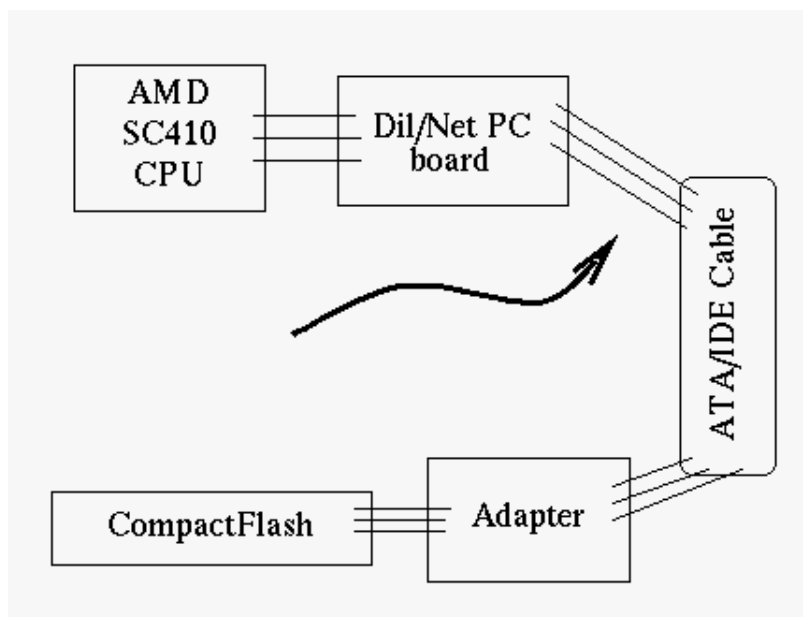 AMD
SC410
CPU
Dil/Net PC
board
ATA/IDE Cable
CompactFlash
Adapter